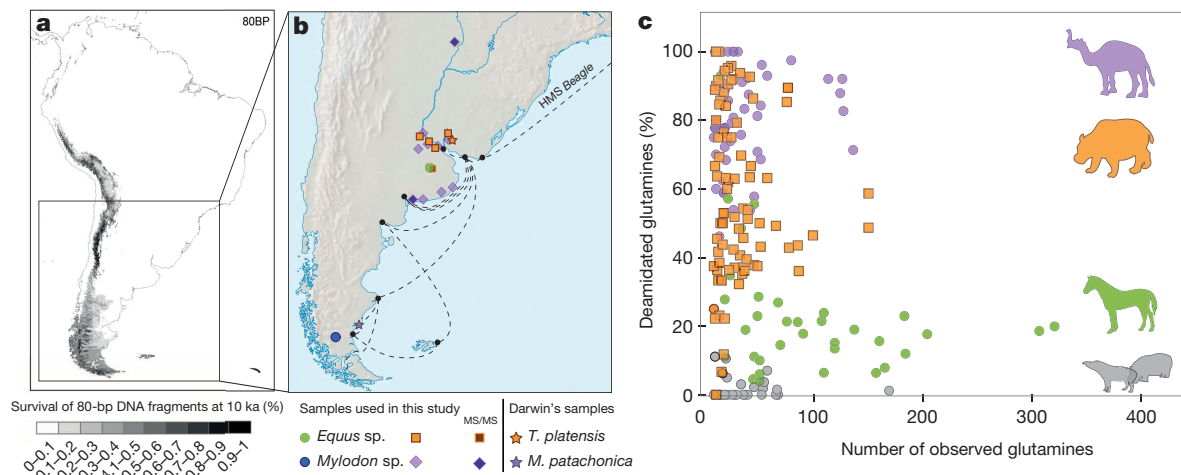 a
80BP
b
HMS Beagle
c
Deamidated glutamines (%)
100
80
60
40
20
0
0
100
200
300
400
Number of observed glutamines
Survival of 80-bp DNA fragments at 10 ka (%)
0–0.1
0.1–0.2
0.2–0.3
0.3–0.4
0.4–0.5
0.5–0.6
0.6–0.7
0.7–0.8
0.8–0.9
0.9–1
Samples used in this study
MS/MS
Darwin's samples
Equus sp.
T. platensis
Mylodon sp.
M. patachonica